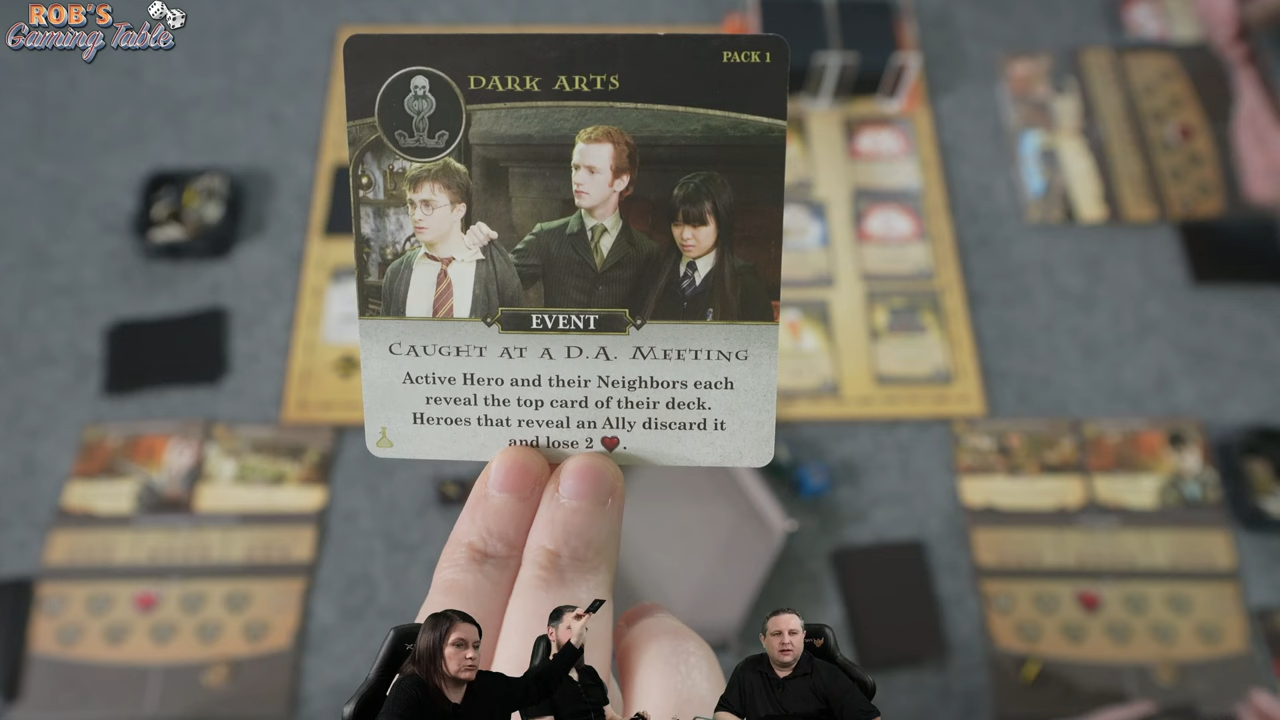 ROB'S
Gaming Table
PACK 1
DARK ARTS
EVENT
CAUGHT AT A D.A. MEETING
Active Hero and their Neighbors each
reveal the top card of their deck.
Heroes that reveal an Ally discard it
and lose 2 ❤.